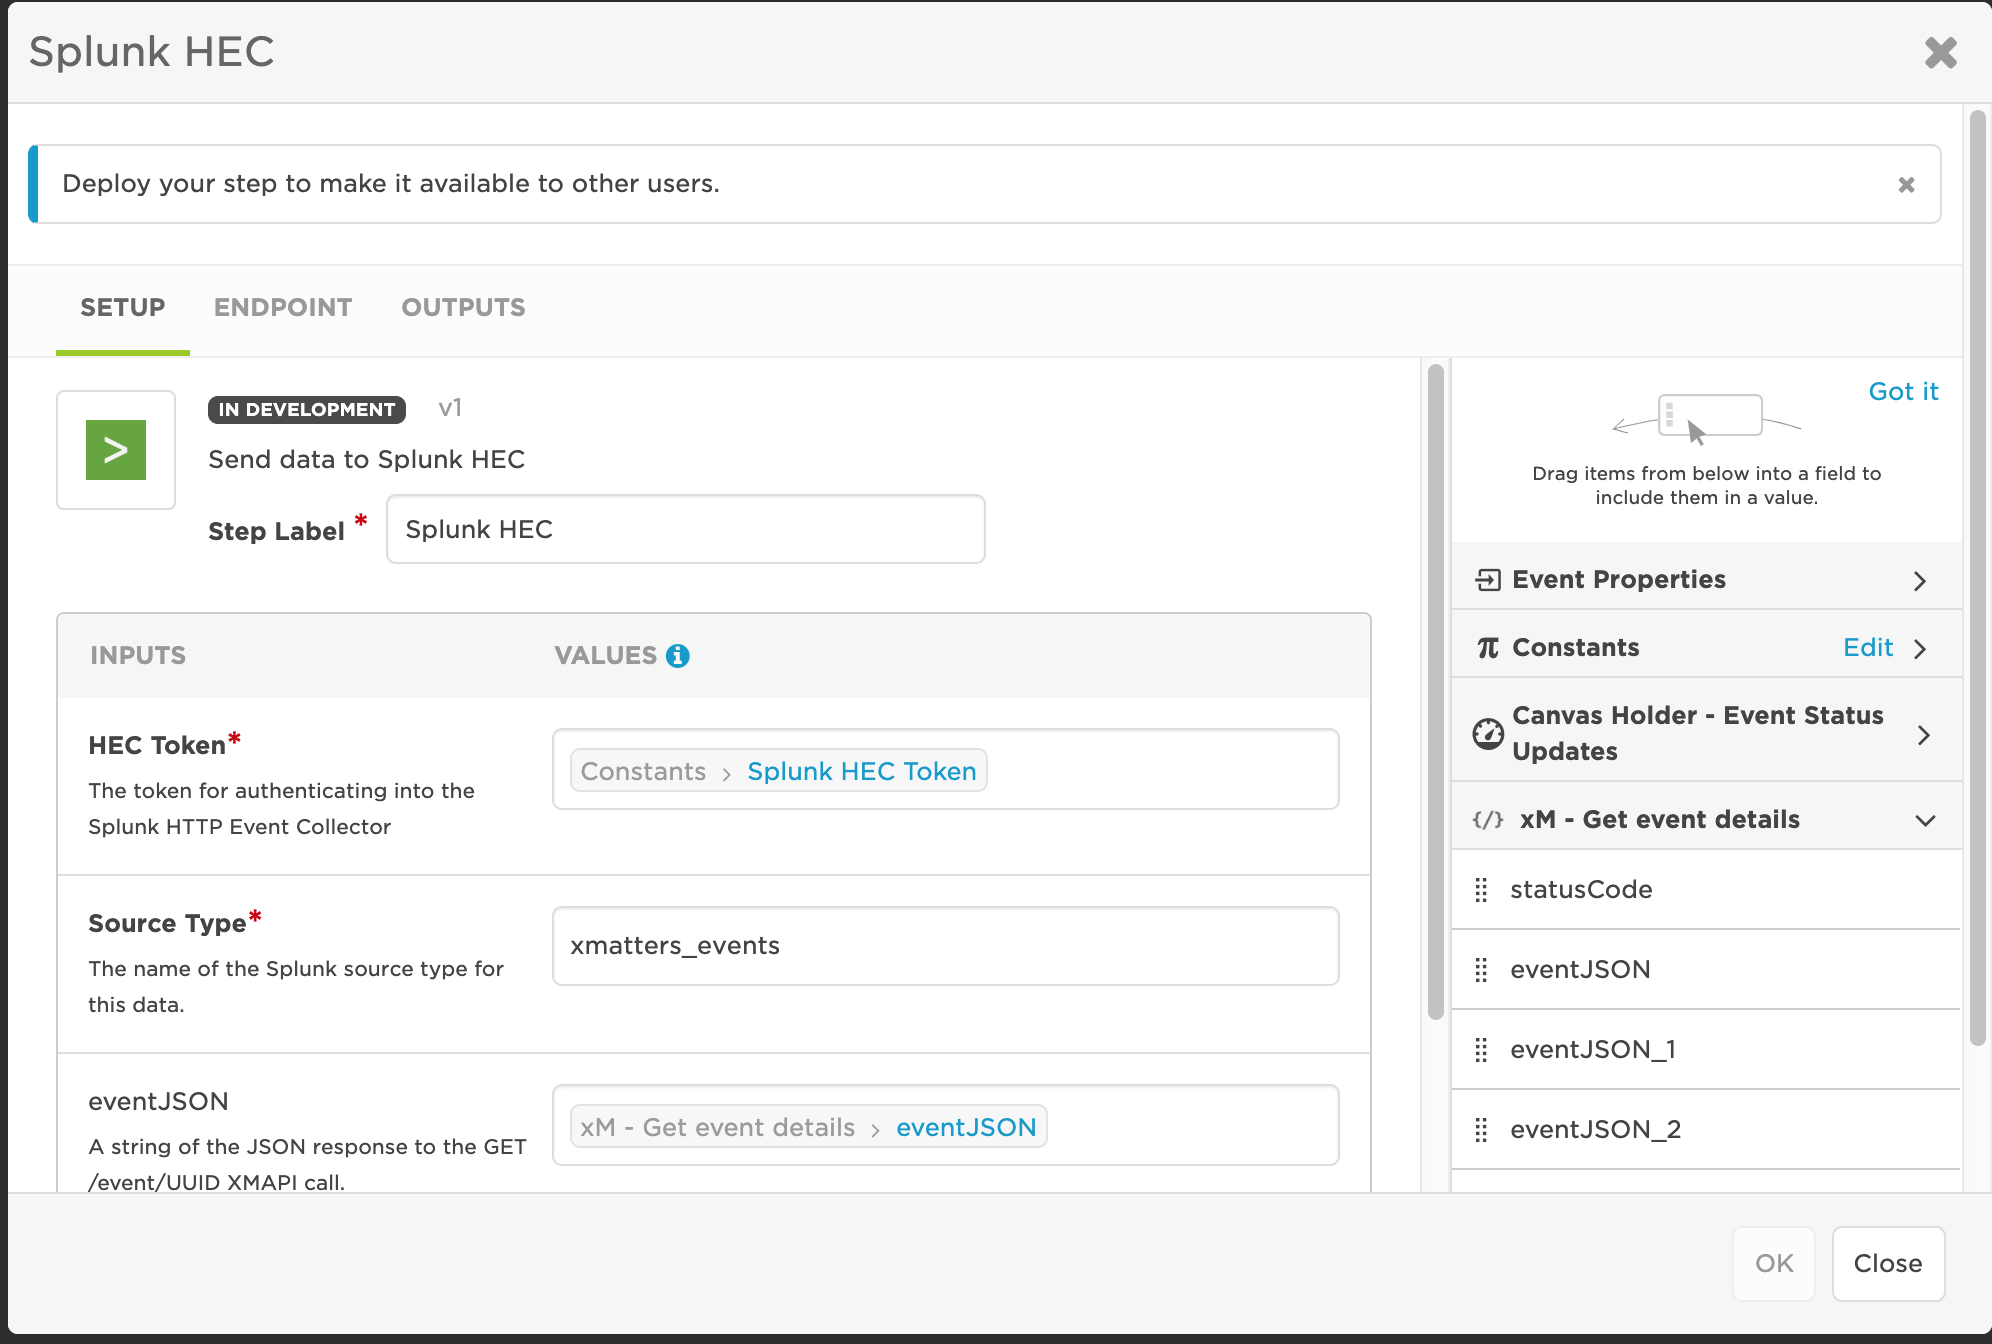 Splunk HEC
Deploy your step to make it available to other users.
SETUP
ENDPOINT
OUTPUTS
IN DEVELOPMENT v1
Send data to Splunk HEC
Step Label * Splunk HEC
INPUTS
VALUES
HEC Token*
The token for authenticating into the
Splunk HTTP Event Collector
Constants > Splunk HEC Token
Source Type*
The name of the Splunk source type for
this data.
xmatters_events
eventJSON
A string of the JSON response to the GET
/event/UUID XMAPI call.
xM - Get event details > eventJSON
Got it
Drag items from below into a field to
include them in a value.
Event Properties
Constants
Edit
Canvas Holder - Event Status
Updates
xM - Get event details
statusCode
eventJSON
eventJSON_1
eventJSON_2
OK
Close